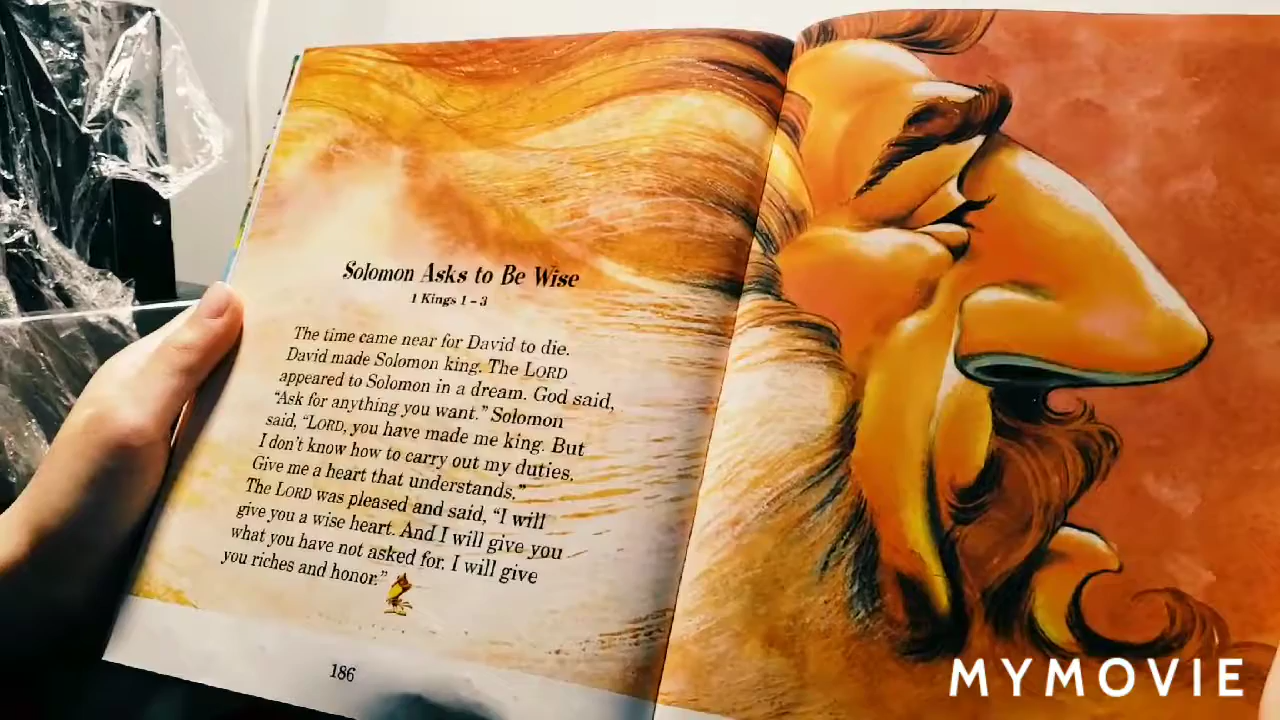 Solomon Asks to Be Wise
1 Kings 1 – 3
The time came near for David to die.
David made Solomon king. The LORD
appeared to Solomon in a dream. God said,
“Ask for anything you want.” Solomon
said, “LORD, you have made me king. But
I don’t know how to carry out my duties.
Give me a heart that understands.”
The LORD was pleased and said, “I will
give you a wise heart. And I will give you
what you have not asked for. I will give
you riches and honor.”
186
MYMOVIE